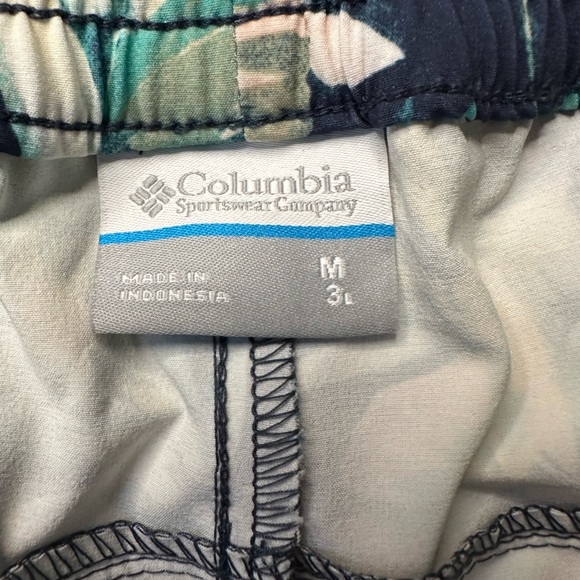 Columbia
Sportswear Company
M
MADE IN
INDONESIA
3L